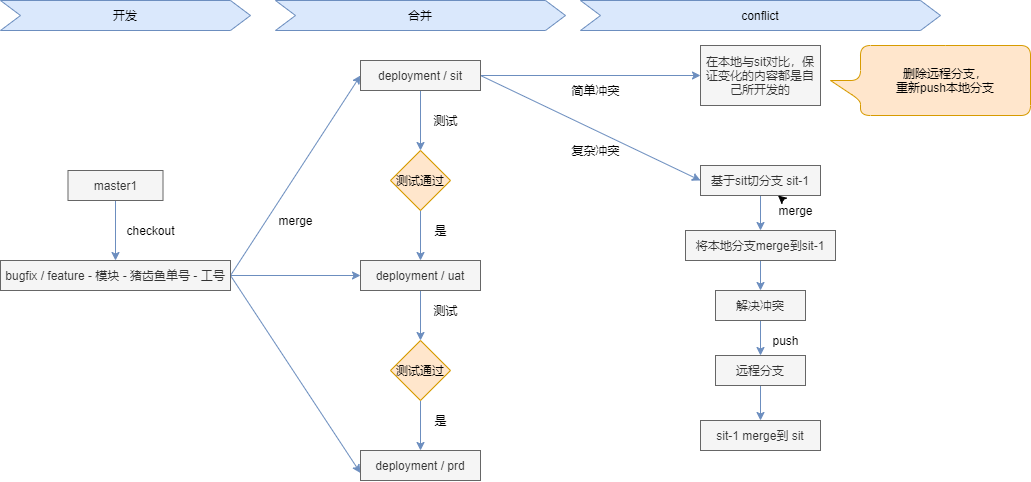 开发
合并
conflict
deployment / sit
简单冲突
在本地与sit对比，保
证变化的内容都是自
己所开发的
删除远程分支，
重新push本地分支
测试
复杂冲突
测试通过
基于sit切分支 sit-1
master1
merge
merge
checkout
是
将本地分支merge到sit-1
bugfix / feature - 模块 - 猪齿鱼单号 - 工号
deployment / uat
测试
解决冲突
push
测试通过
远程分支
是
sit-1 merge到 sit
deployment / prd